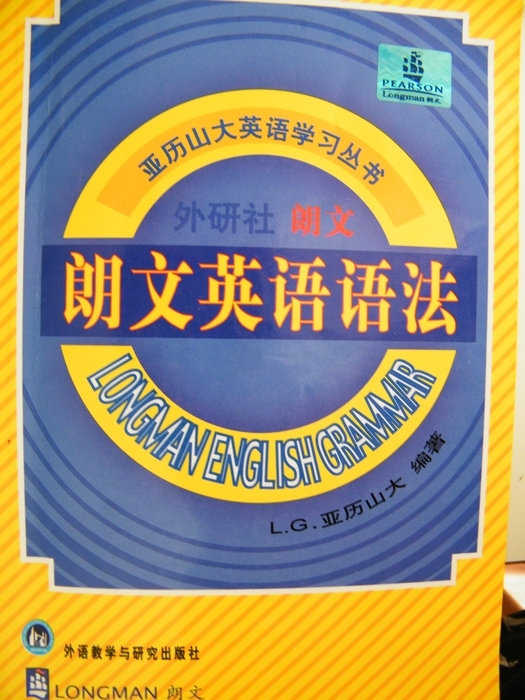 PEARSON
Longman 朗文
亚历山大英语学习丛书
外研社 朗文
朗文英语语法
LONGMAN ENGLISH GRAMMAR
L.G.亚历山大 编著
外语教学与研究出版社
LONGMAN 朗文